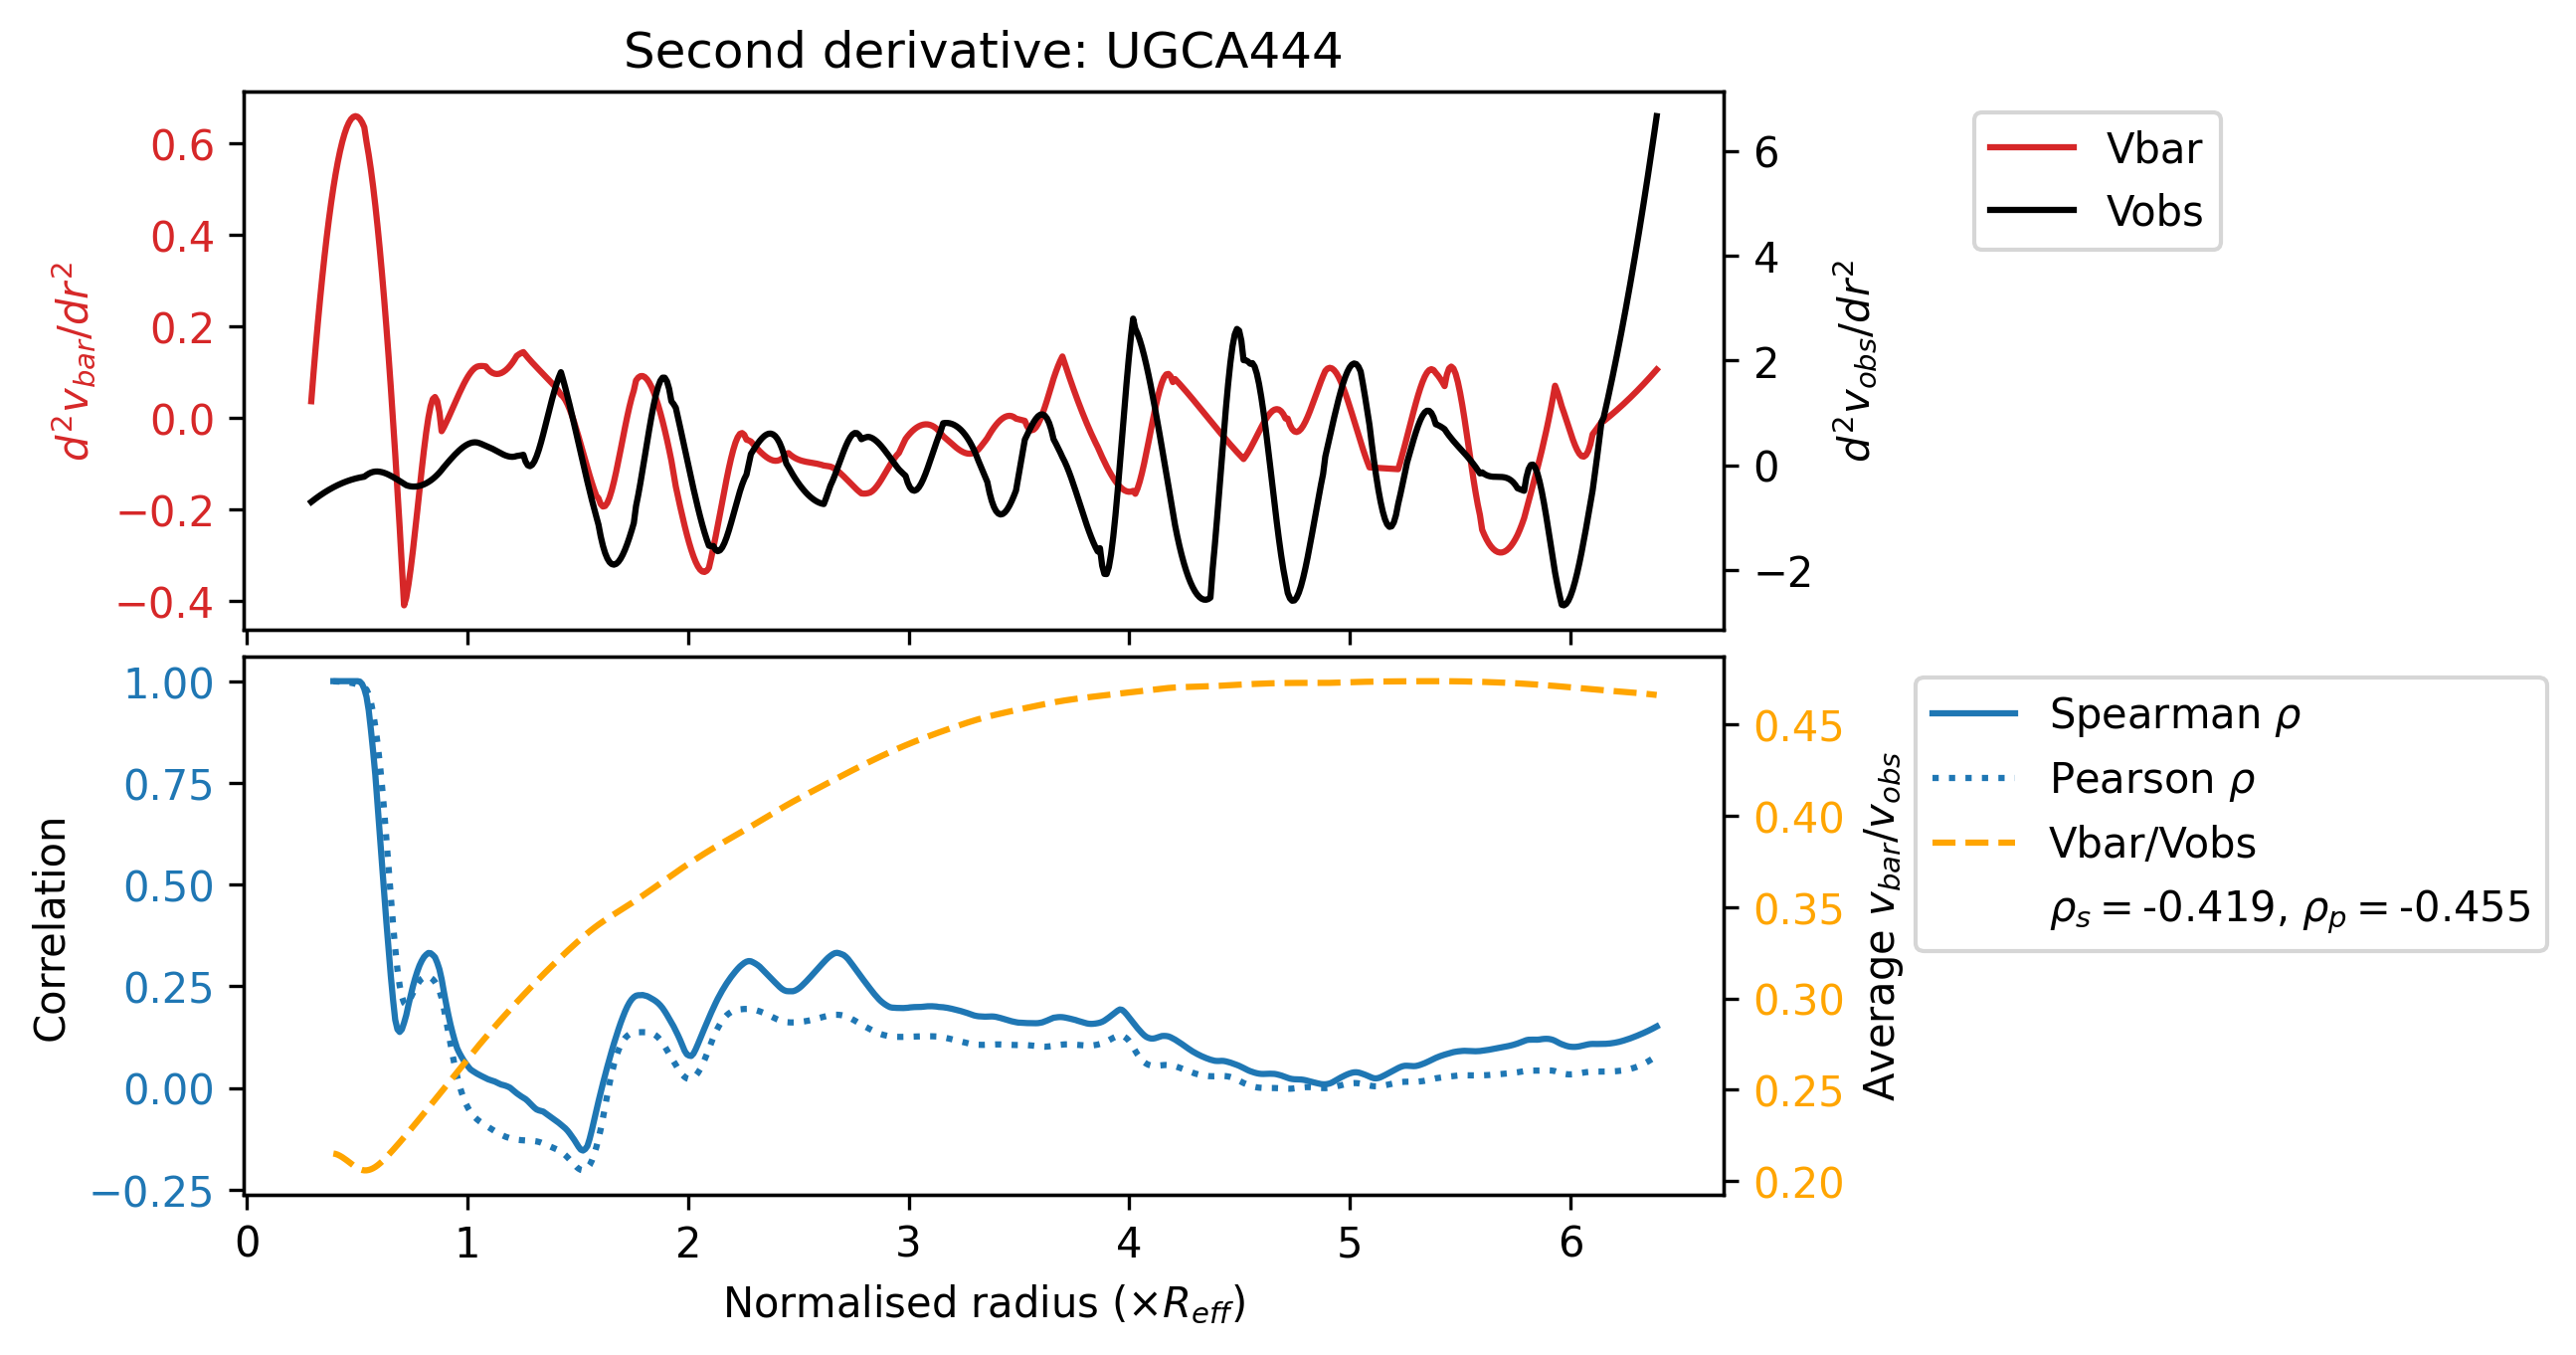 Second derivative: UGCA444
0.6
0.4
0.2
0.0
−0.2
−0.4
d²v_bar/dr²
6
4
2
0
−2
d²v_obs/dr²
Vbar
Vobs
1.00
0.75
0.50
0.25
0.00
−0.25
Correlation
0.45
0.40
0.35
0.30
0.25
0.20
Average v_bar/v_obs
Spearman ρ
Pearson ρ
Vbar/Vobs
ρ_s = -0.419, ρ_p = -0.455
0 1 2 3 4 5 6
Normalised radius (×R_eff)